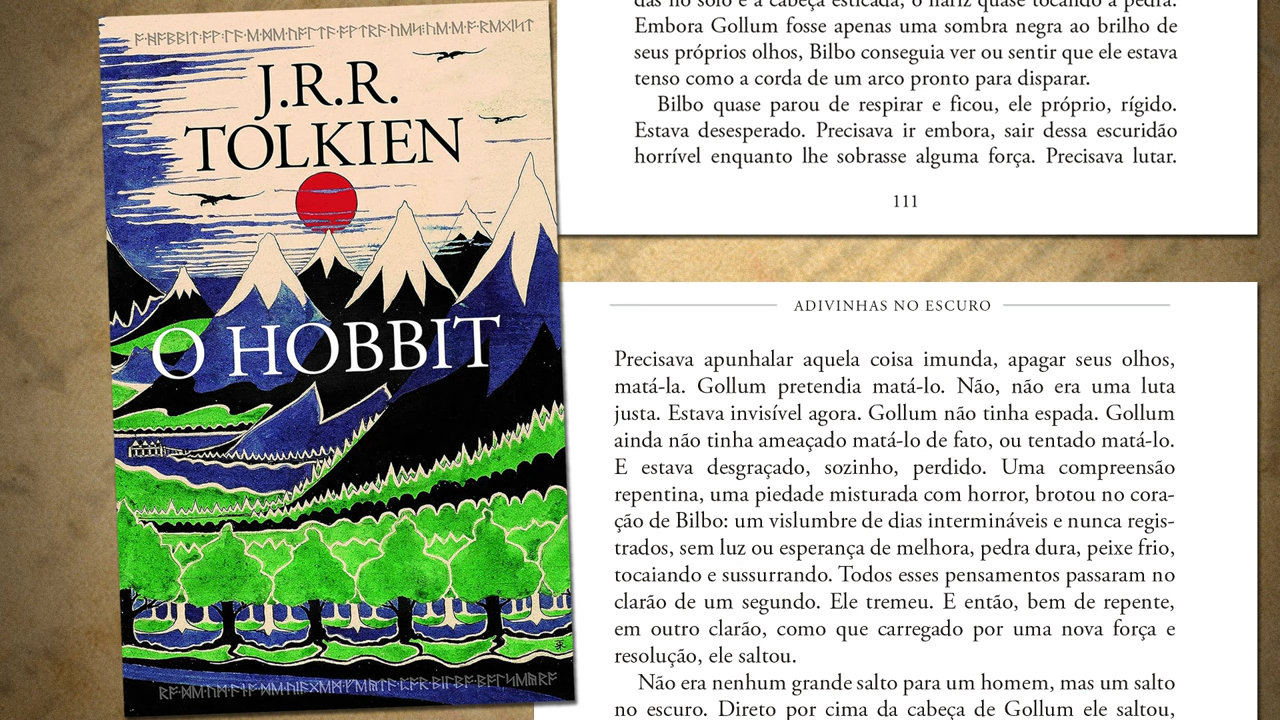 J.R.R.
TOLKIEN
O HOBBIT
das no solo e a cabeça esticada, o nariz quase tocando a pedra.
Embora Gollum fosse apenas uma sombra negra ao brilho de
seus próprios olhos, Bilbo conseguia ver ou sentir que ele estava
tenso como a corda de um arco pronto para disparar.
Bilbo quase parou de respirar e ficou, ele próprio, rígido.
Estava desesperado. Precisava ir embora, sair dessa escuridão
horrível enquanto lhe sobrasse alguma força. Precisava lutar.
111
ADIVINHAS NO ESCURO
Precisava apunhalar aquela coisa imunda, apagar seus olhos,
matá-la. Gollum pretendia matá-lo. Não, não era uma luta
justa. Estava invisível agora. Gollum não tinha espada. Gollum
ainda não tinha ameaçado matá-lo de fato, ou tentado matá-lo.
E estava desgraçado, sozinho, perdido. Uma compreensão
repentina, uma piedade misturada com horror, brotou no cora-
ção de Bilbo: um vislumbre de dias intermináveis e nunca regis-
trados, sem luz ou esperança de melhora, pedra dura, peixe frio,
tocaiando e sussurrando. Todos esses pensamentos passaram no
clarão de um segundo. Ele tremeu. E então, bem de repente,
em outro clarão, como que carregado por uma nova força e
resolução, ele saltou.
Não era nenhum grande salto para um homem, mas um salto
no escuro. Direto por cima da cabeça de Gollum ele saltou,